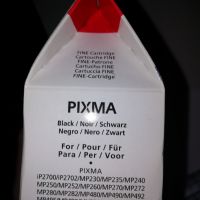 FINE Cartridge
Cartouche FINE
FINE-Patrone
Cartucho FINE
Cartuccia FINE
FINE-Cartridge
PIXMA
Black / Noir / Schwarz
Negro / Nero / Zwart
For / Pour / Für
Para / Per / Voor
PIXMA
iP2700/iP2702/MP230/MP235/MP240
MP250/MP252/MP260/MP270/MP272
MP280/MP282/MP480/MP490/MP492